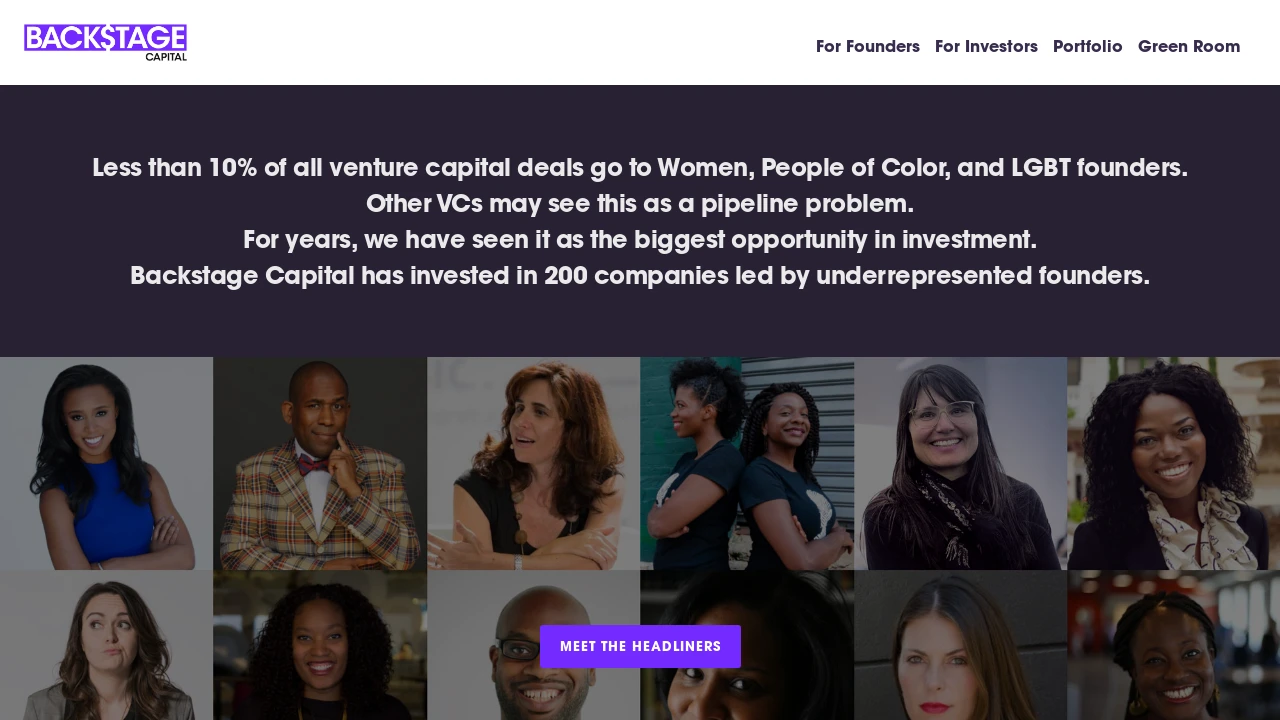 BACK$TAGE
CAPITAL
For Founders
For Investors
Portfolio
Green Room
Less than 10% of all venture capital deals go to Women, People of Color, and LGBT founders.
Other VCs may see this as a pipeline problem.
For years, we have seen it as the biggest opportunity in investment.
Backstage Capital has invested in 200 companies led by underrepresented founders.
MEET THE HEADLINERS